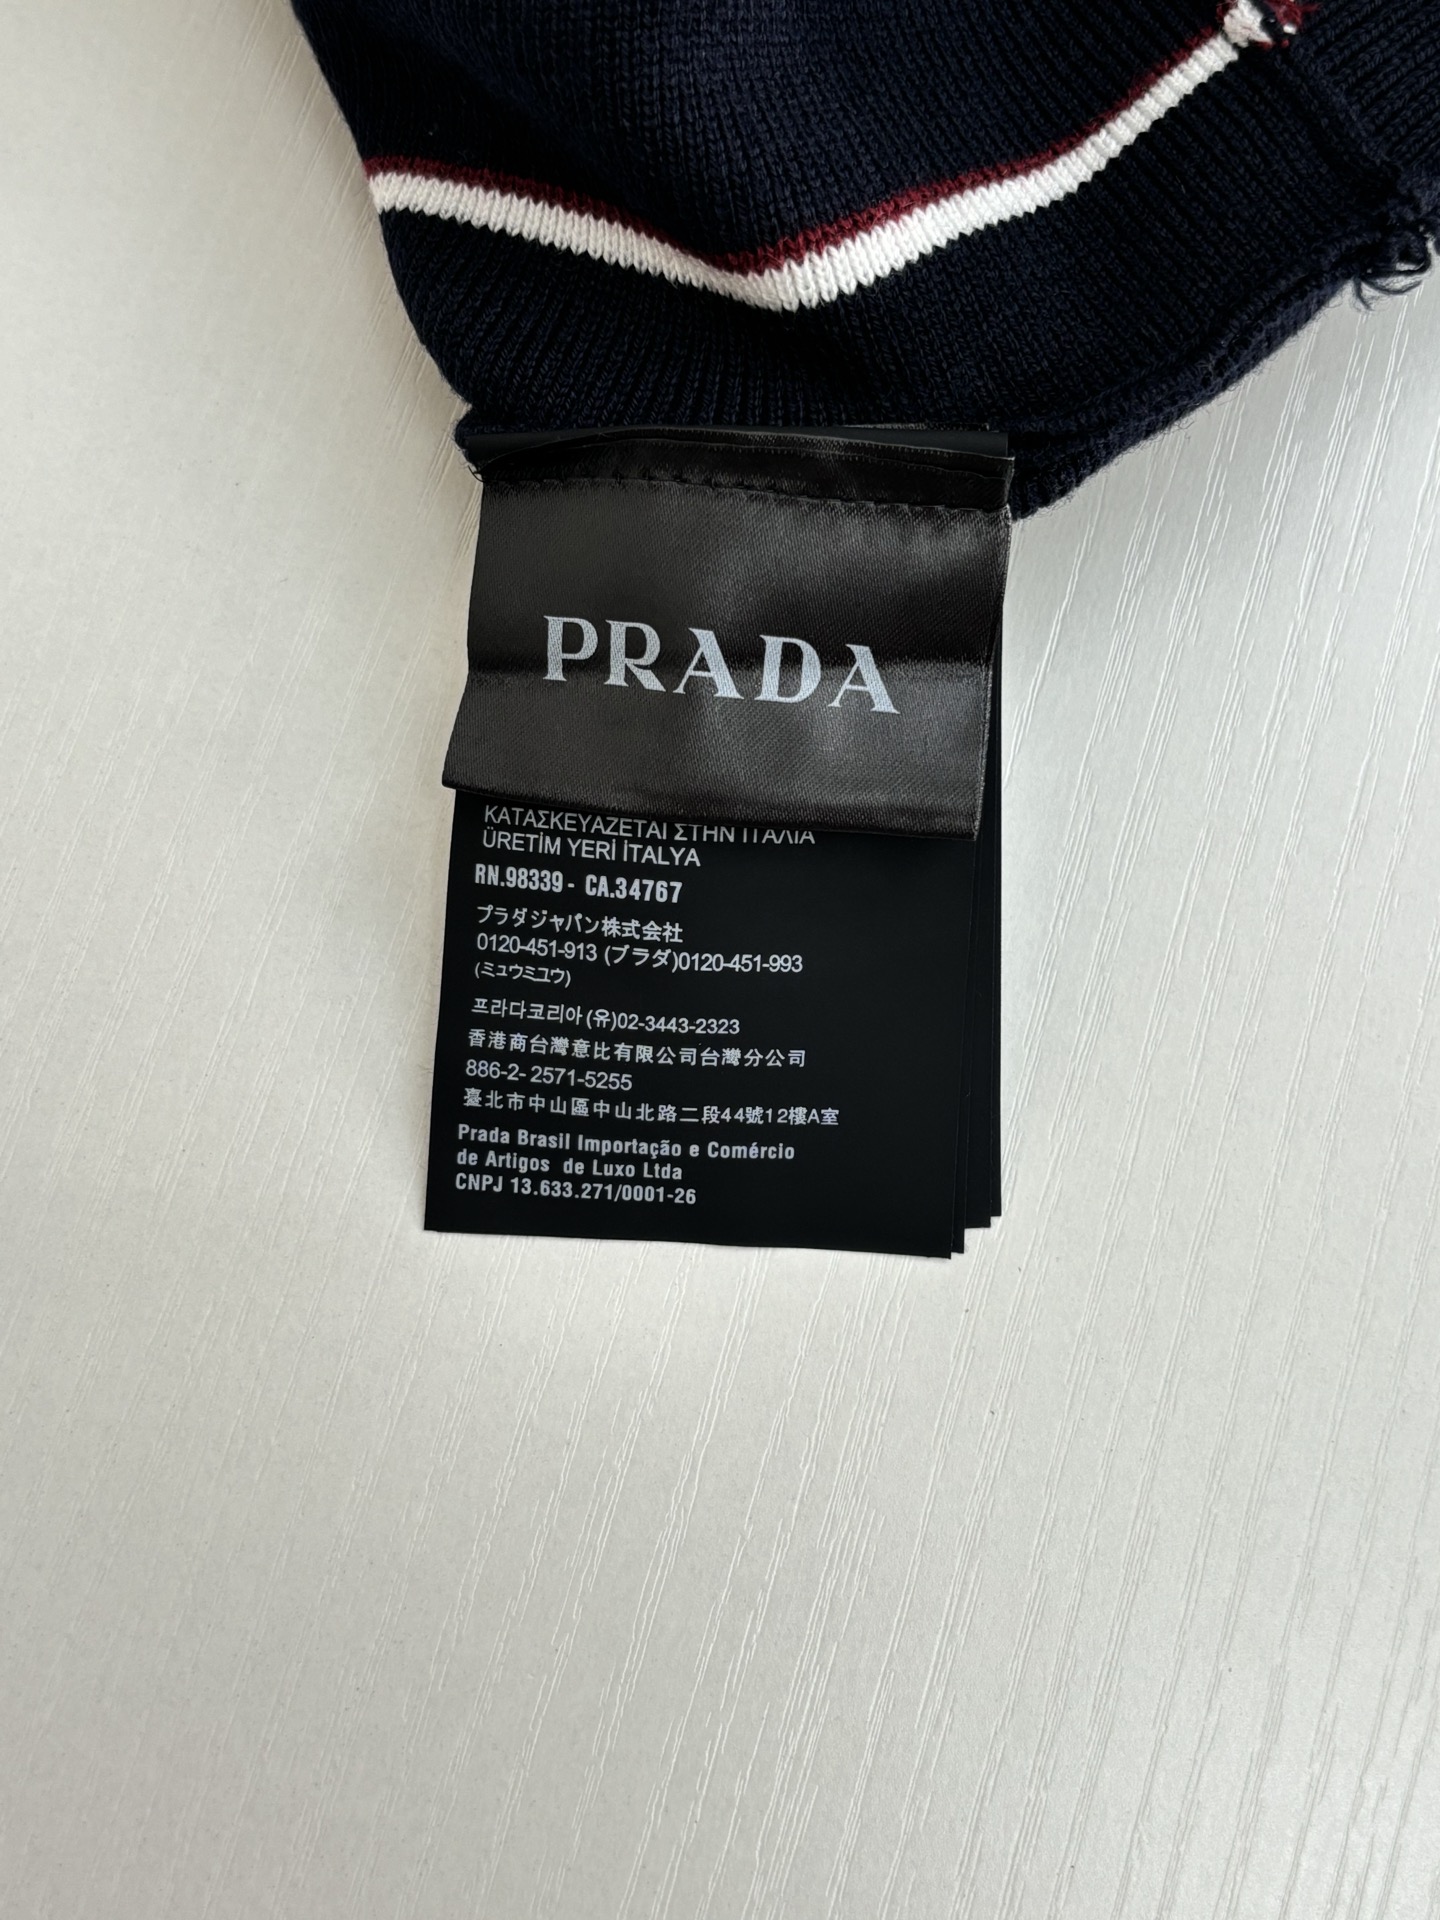 PRADA
ΚΑΤΑΣΚΕΥΑΖΕΤΑΙ ΣΤΗΝ ΙΤΑΛΙΑ
ÜRETİM YERİ İTALYA
RN.98339 - CA.34767
プラダジャパン株式会社
0120-451-913 (プラダ)0120-451-993
(ミュウミュウ)
프라다코리아(유)02-3443-2323
香港商台灣意比有限公司台灣分公司
886-2- 2571-5255
臺北市中山區中山北路二段44號12樓A室
Prada Brasil Importação e Comércio
de Artigos de Luxo Ltda
CNPJ 13.633.271/0001-26